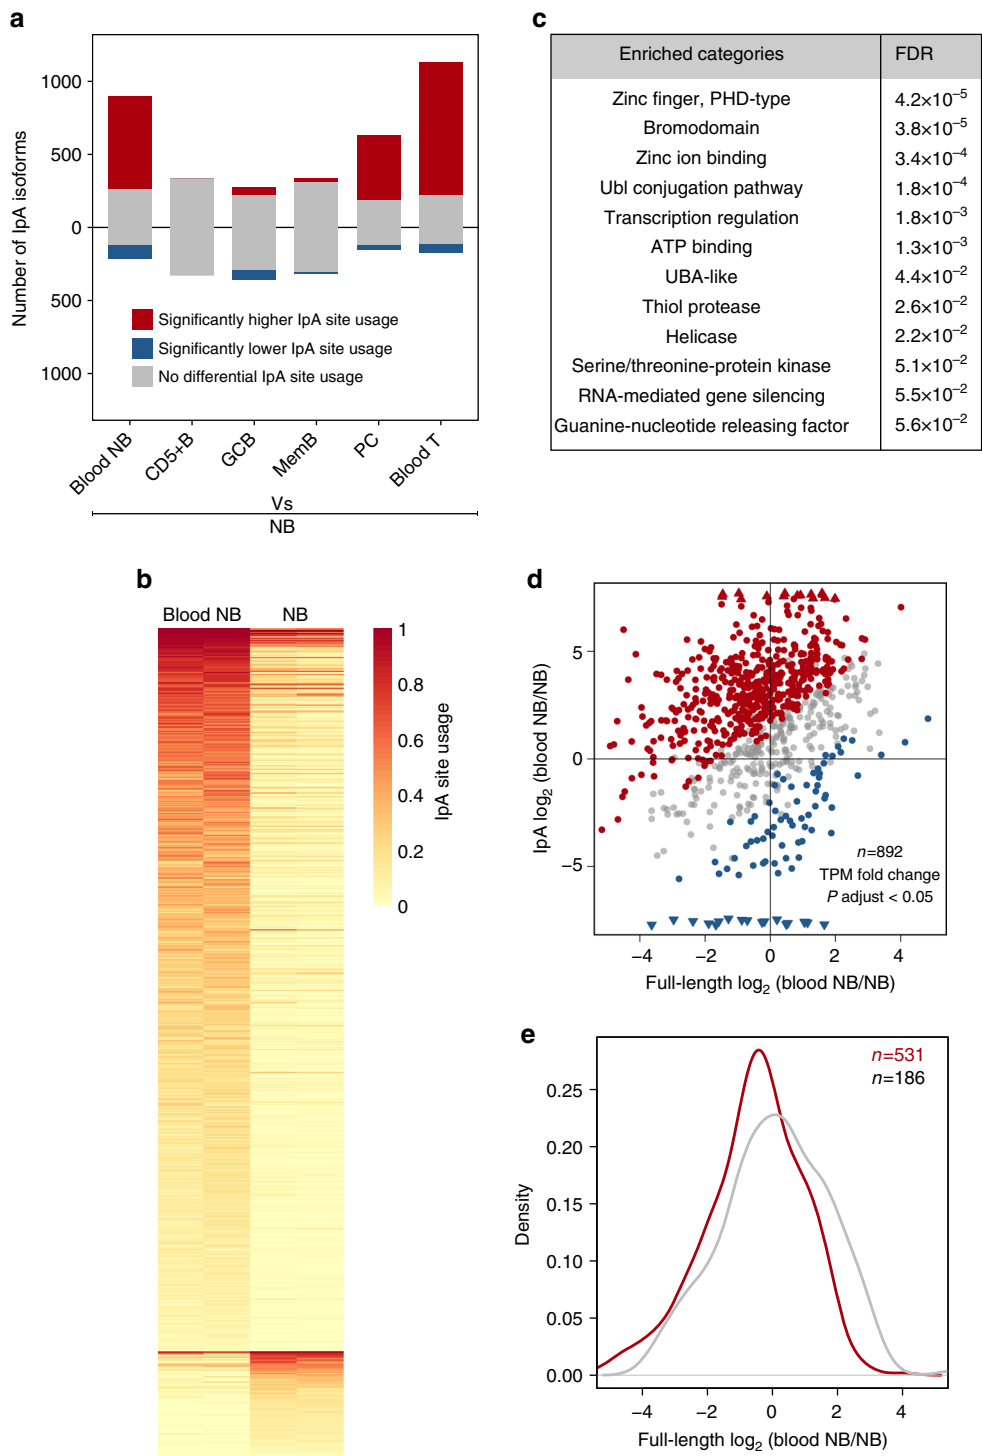 a
Number of IpA isoforms
1000
500
0
500
1000
Significantly higher IpA site usage
Significantly lower IpA site usage
No differential IpA site usage
Blood NB
CD5+B
GCB
MemB
PC
Blood T
Vs
NB
c
Enriched categories FDR
Zinc finger, PHD-type 4.2×10⁻⁵
Bromodomain 3.8×10⁻⁵
Zinc ion binding 3.4×10⁻⁴
Ubl conjugation pathway 1.8×10⁻⁴
Transcription regulation 1.8×10⁻³
ATP binding 1.3×10⁻³
UBA-like 4.4×10⁻²
Thiol protease 2.6×10⁻²
Helicase 2.2×10⁻²
Serine/threonine-protein kinase 5.1×10⁻²
RNA-mediated gene silencing 5.5×10⁻²
Guanine-nucleotide releasing factor 5.6×10⁻²
b
Blood NB NB
1
0.8
0.6
0.4
0.2
0
IpA site usage
d
IpA log₂ (blood NB/NB)
5
0
−5
n=892
TPM fold change
P adjust < 0.05
−4 −2 0 2 4
Full-length log₂ (blood NB/NB)
e
n=531
n=186
Density
0.25
0.20
0.15
0.10
0.05
0.00
−4 −2 0 2 4
Full-length log₂ (blood NB/NB)